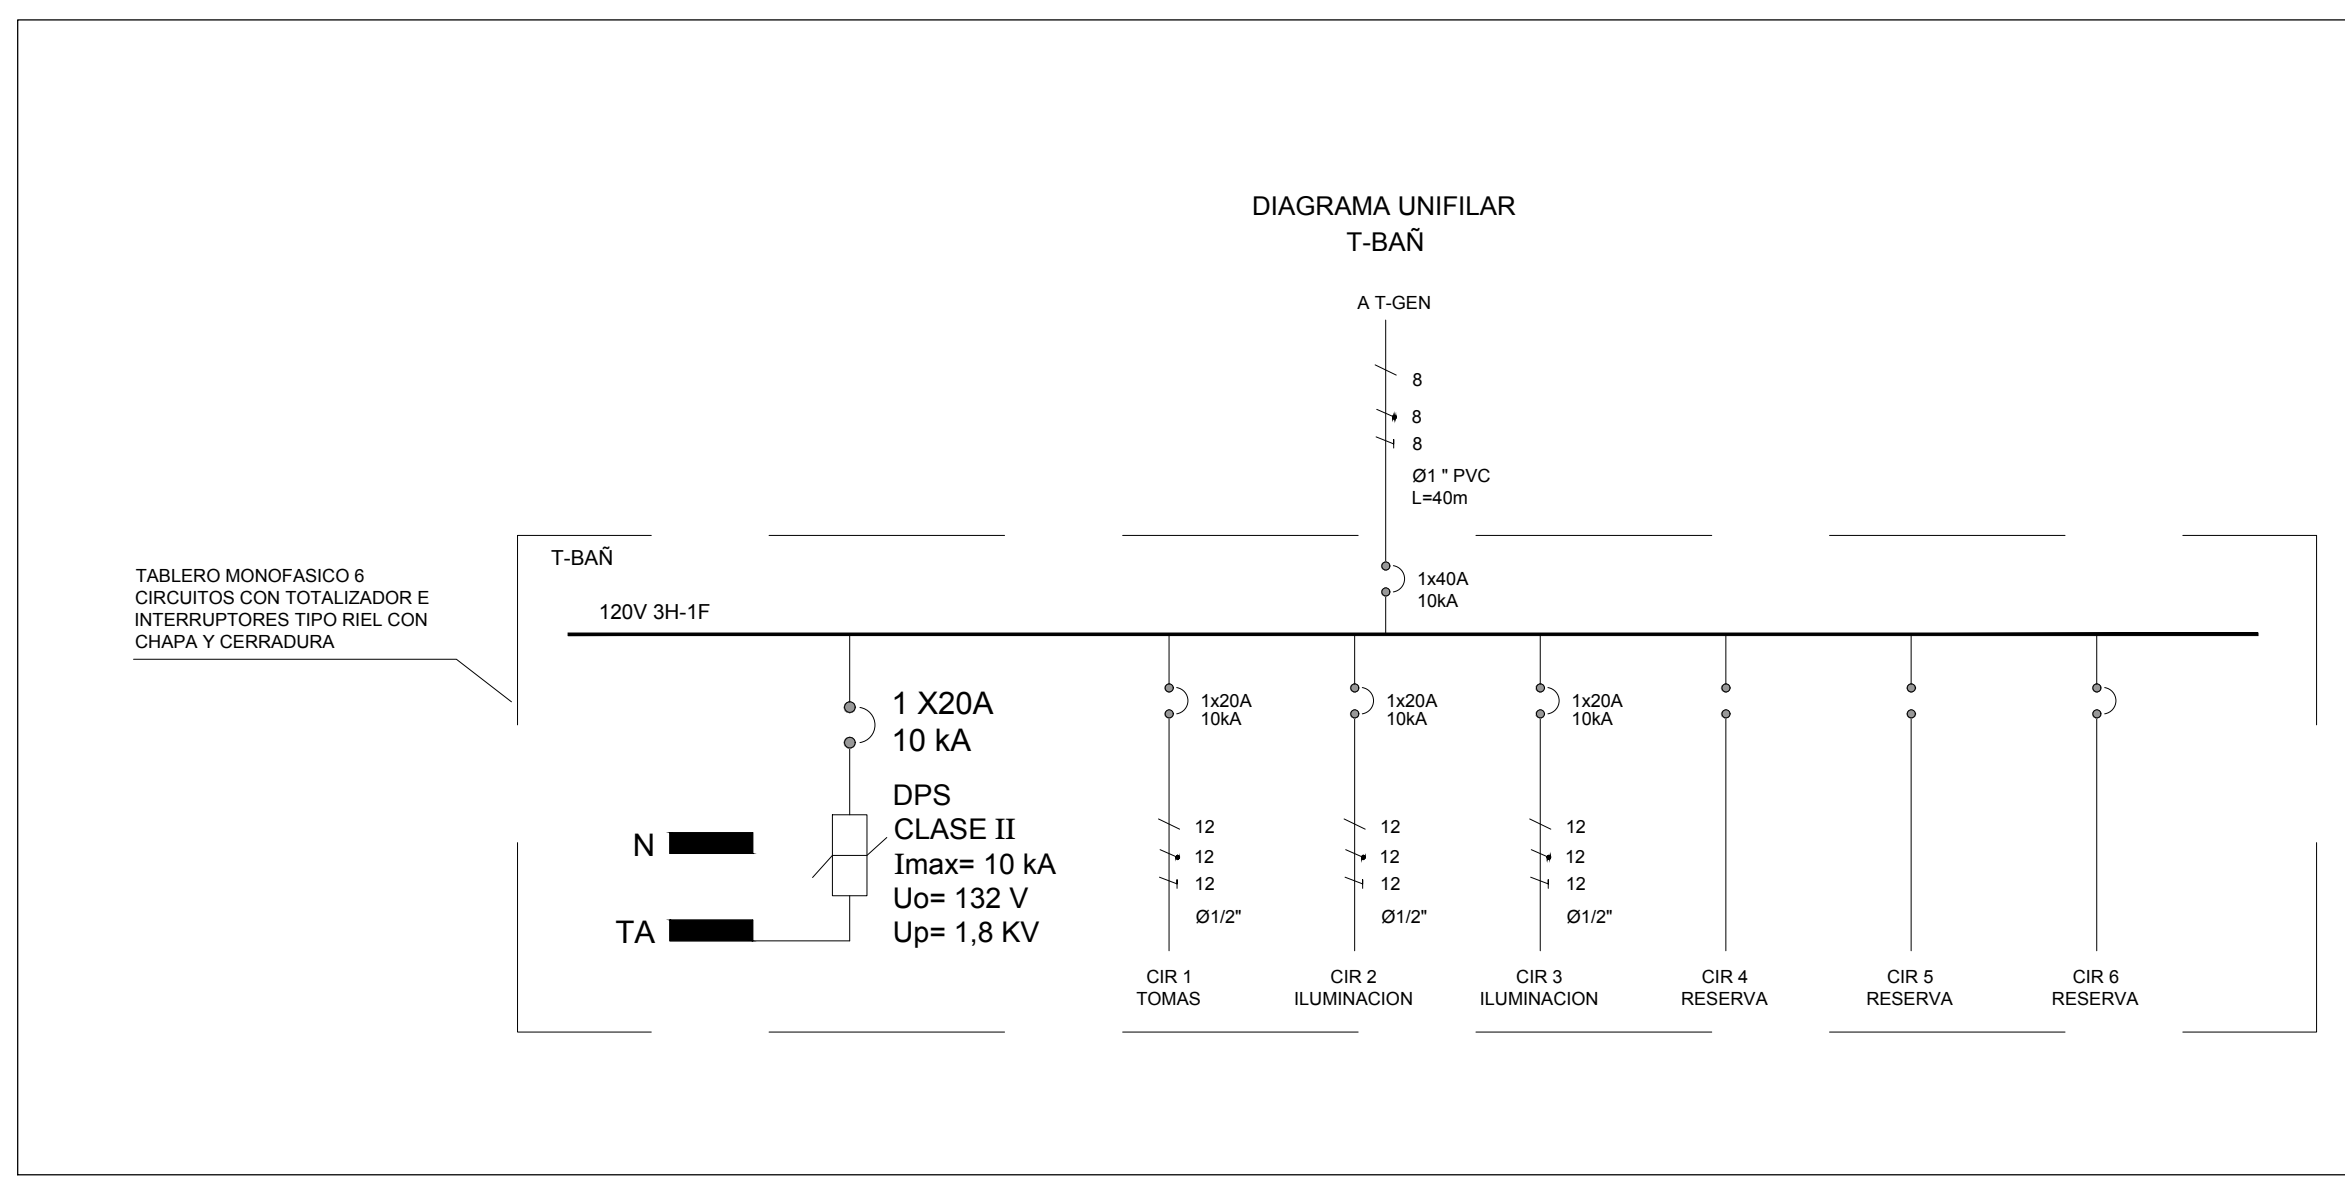 DIAGRAMA UNIFILAR
T-BAÑ
A T-GEN
8
8
8
Ø1 " PVC
L=40m
TABLERO MONOFASICO 6
CIRCUITOS CON TOTALIZADOR E
INTERRUPTORES TIPO RIEL CON
CHAPA Y CERRADURA
T-BAÑ
1x40A
10kA
120V 3H-1F
1 X20A
10 kA
DPS
CLASE II
Imax= 10 kA
Uo= 132 V
Up= 1,8 KV
N
TA
1x20A
10kA
12
12
12
Ø1/2"
CIR 1
TOMAS
1x20A
10kA
12
12
12
Ø1/2"
CIR 2
ILUMINACION
1x20A
10kA
12
12
12
Ø1/2"
CIR 3
ILUMINACION
CIR 4
RESERVA
CIR 5
RESERVA
CIR 6
RESERVA